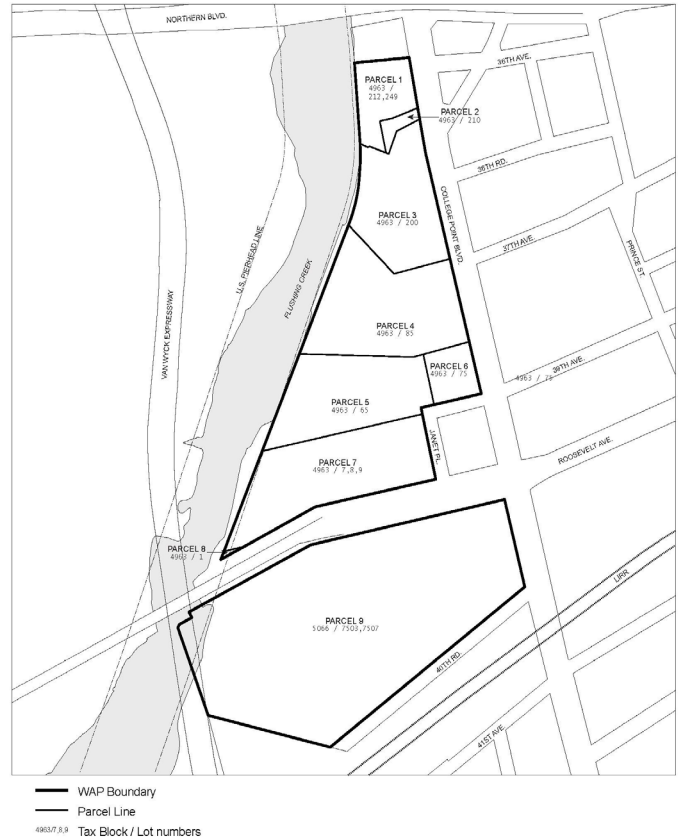 NORTHERN BLVD.
36TH AVE.
PARCEL 1
4963 /
212,249
PARCEL 2
4963 / 210
38TH RD.
COLLEGE POINT BLVD.
PARCEL 3
4963 / 200
37TH AVE.
PRINCE ST.
U.S. PIERHEAD LINE
FLUSHING CREEK
VAN WYCK EXPRESSWAY
PARCEL 4
4963 / 85
PARCEL 6
4963 / 75
4963 / 75
39TH AVE.
PARCEL 5
4963 / 65
JANET PL.
ROOSEVELT AVE.
PARCEL 7
4963 / 7,8,9
PARCEL 8
4963 / 1
LIRR
PARCEL 9
5066 / 7503,7507
40TH RD.
41ST AVE.
WAP Boundary
Parcel Line
4963/7,8,9 Tax Block / Lot numbers